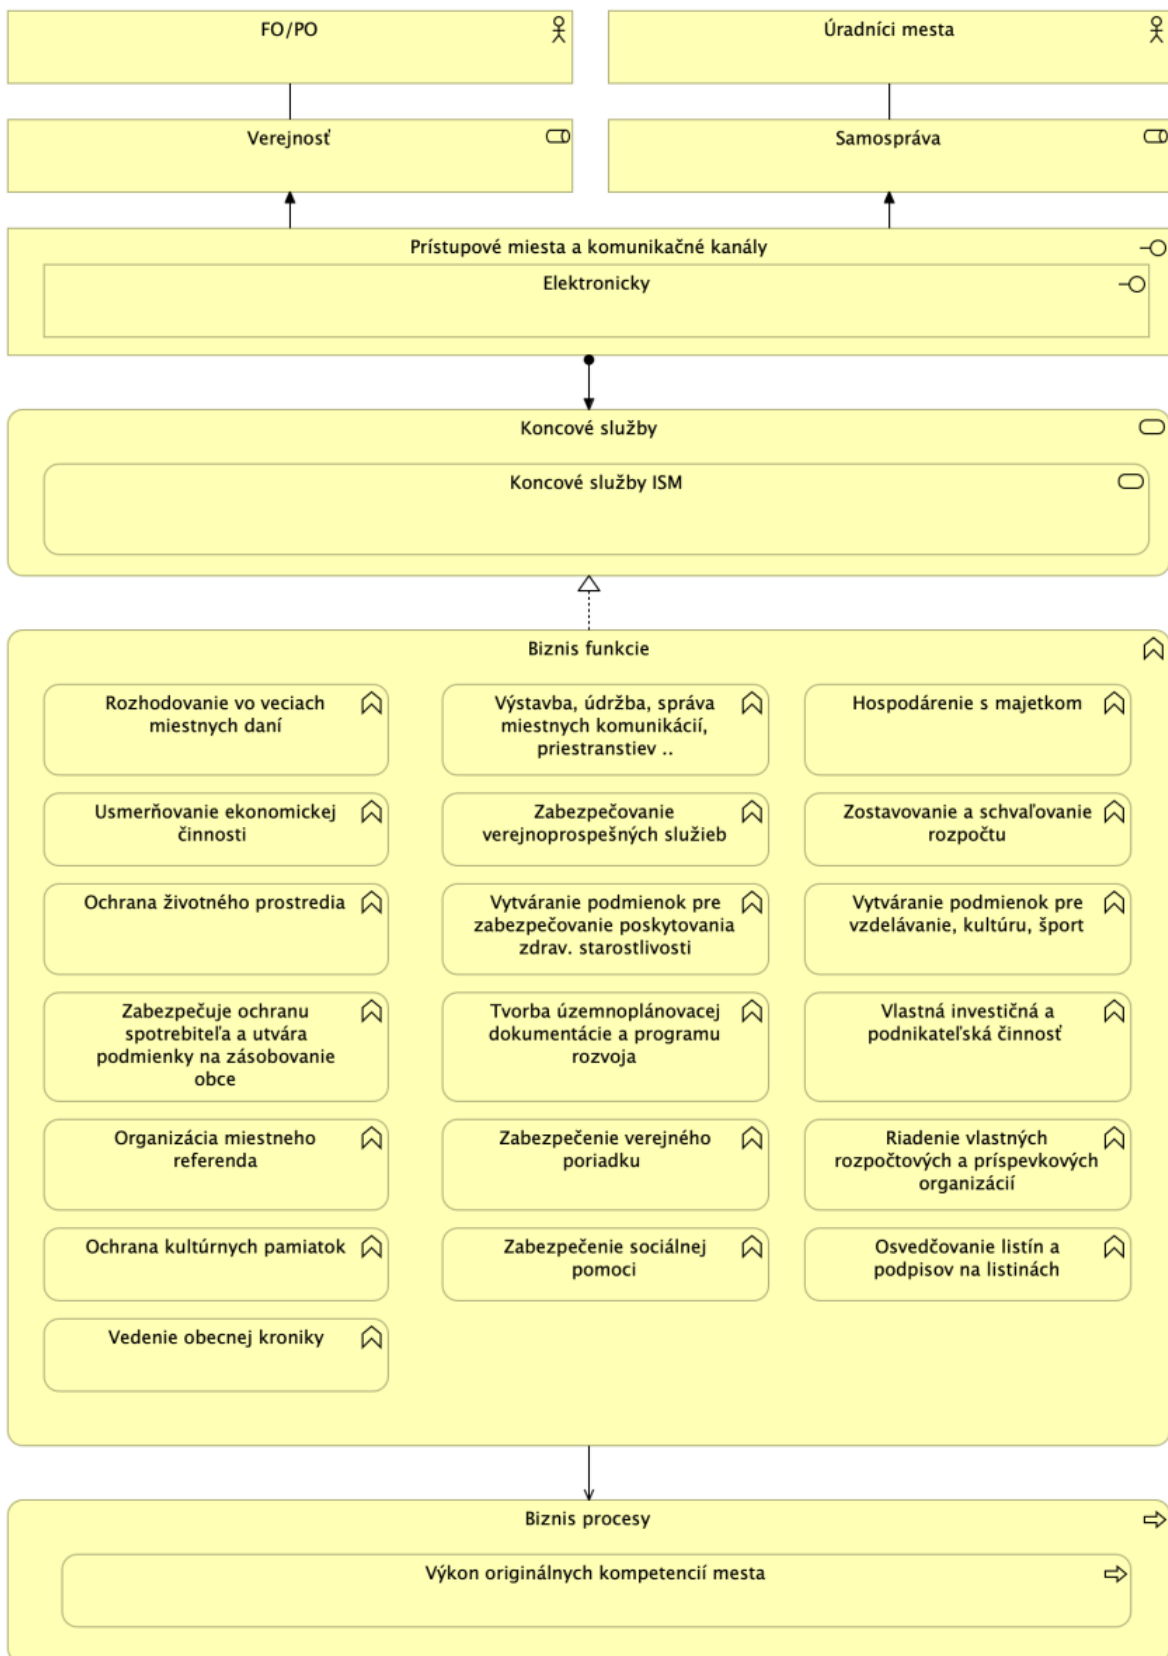 FO/PO
Úradníci mesta
Verejnosť
Samospráva
Prístupové miesta a komunikačné kanály
Elektronicky
Koncové služby
Koncové služby ISM
Biznis funkcie
Rozhodovanie vo veciach
miestnych daní
Výstavba, údržba, správa
miestnych komunikácií,
priestranstiev ..
Hospodárenie s majetkom
Usmerňovanie ekonomickej
činnosti
Zabezpečovanie
verejnoprospešných služieb
Zostavovanie a schvaľovanie
rozpočtu
Ochrana životného prostredia
Vytváranie podmienok pre
zabezpečovanie poskytovania
zdrav. starostlivosti
Vytváranie podmienok pre
vzdelávanie, kultúru, šport
Zabezpečuje ochranu
spotrebiteľa a utvára
podmienky na zásobovanie
obce
Tvorba územnoplánovacej
dokumentácie a programu
rozvoja
Vlastná investičná a
podnikateľská činnosť
Organizácia miestneho
referenda
Zabezpečenie verejného
poriadku
Riadenie vlastných
rozpočtových a príspevkových
organizácií
Ochrana kultúrnych pamiatok
Zabezpečenie sociálnej
pomoci
Osvedčovanie listín a
podpisov na listinách
Vedenie obecnej kroniky
Biznis procesy
Výkon originálnych kompetencií mesta